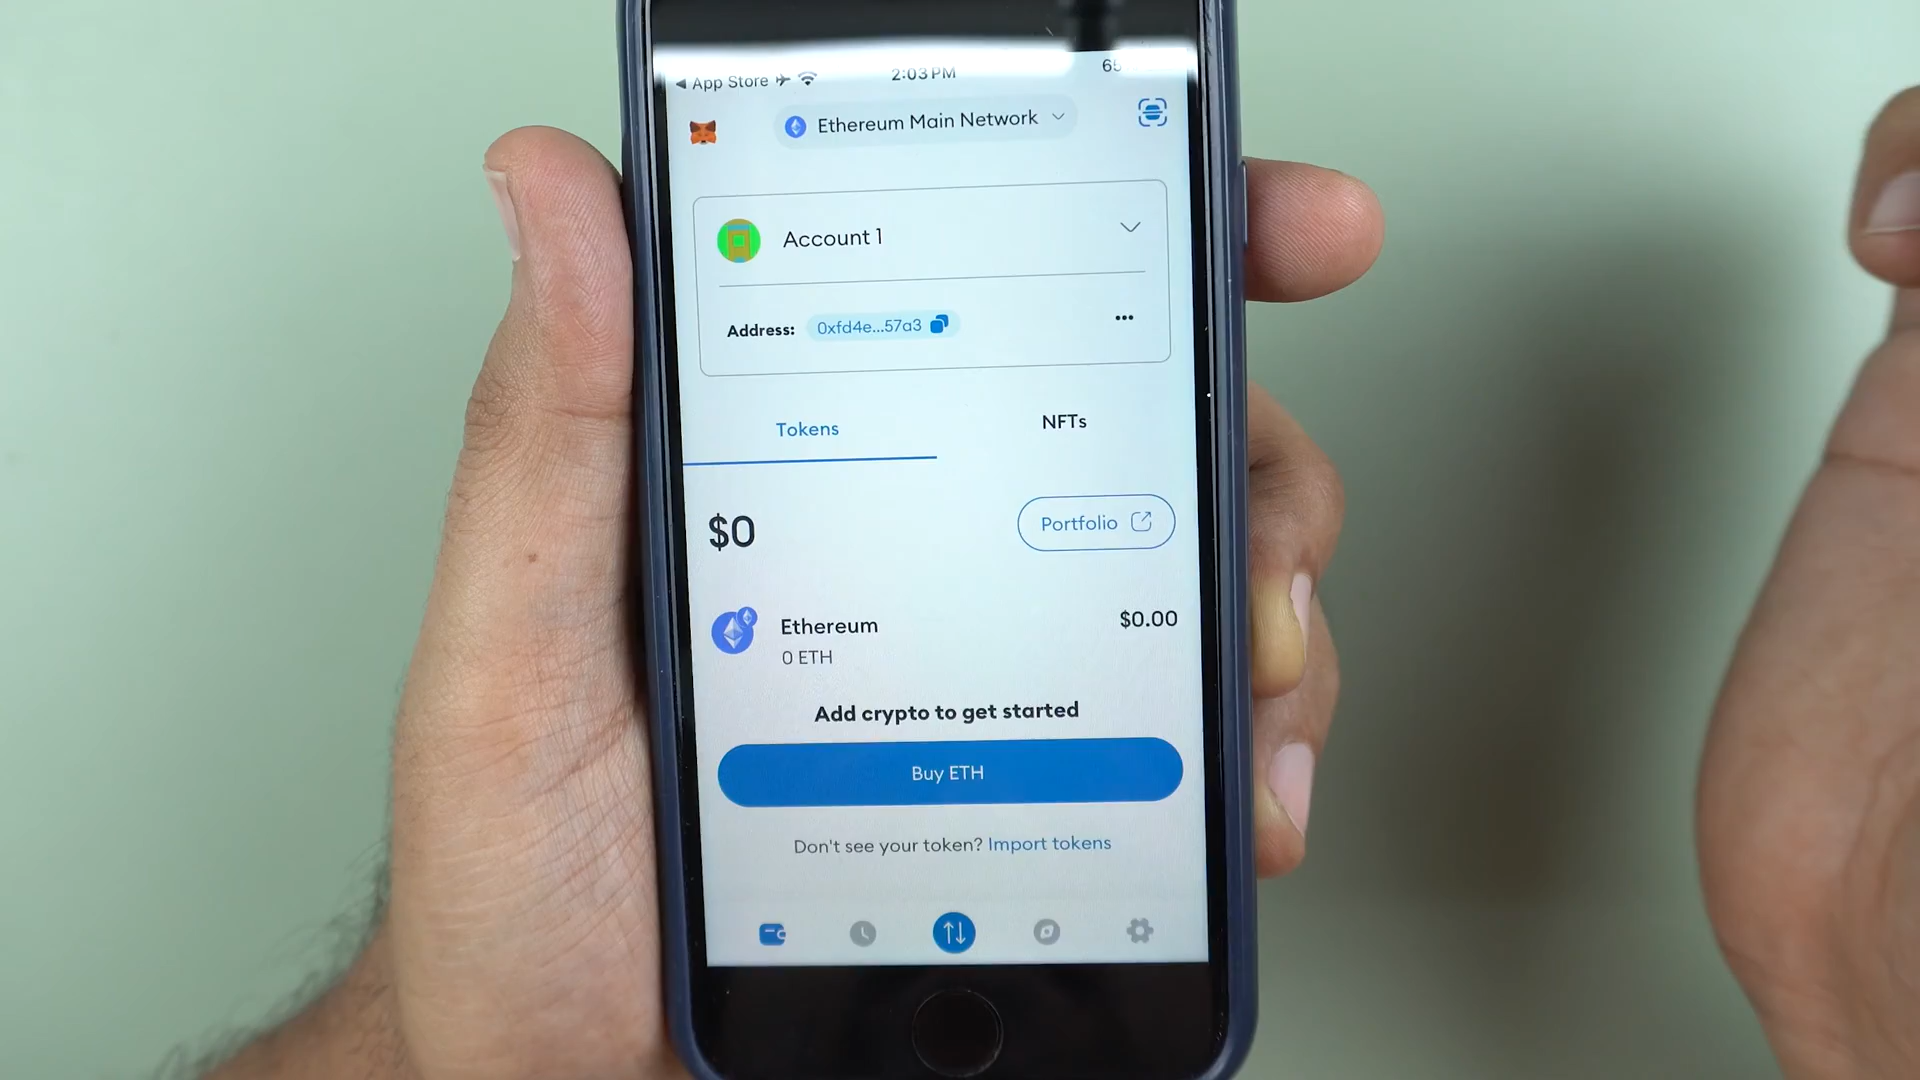 App Store
2:03 PM
Ethereum Main Network
Account 1
Address: 0xfd4e...57a3
Tokens
NFTs
$0
Portfolio
Ethereum
$0.00
0 ETH
Add crypto to get started
Buy ETH
Don't see your token? Import tokens